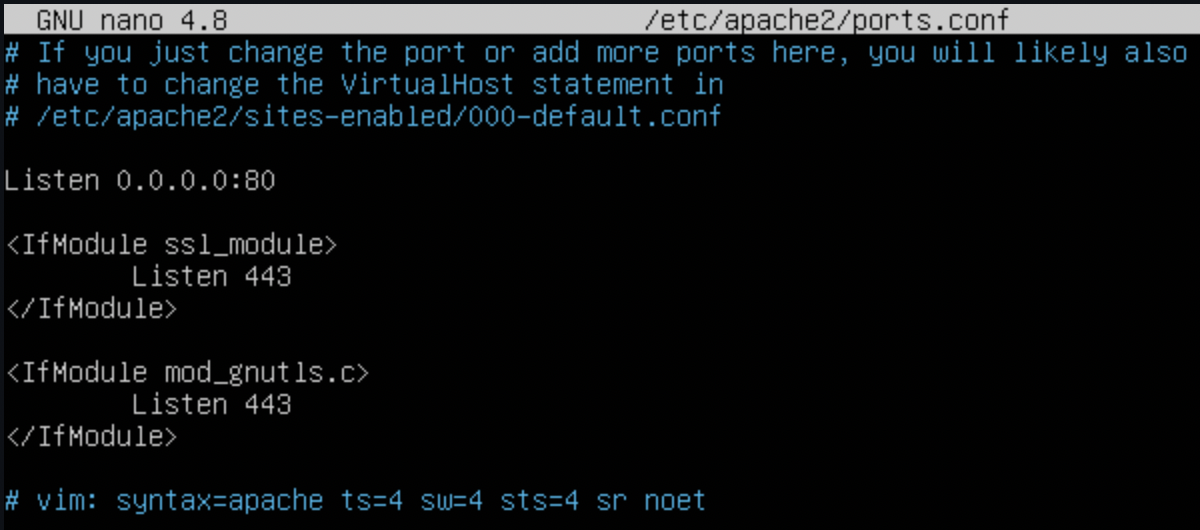 GNU nano 4.8 /etc/apache2/ports.conf
# If you just change the port or add more ports here, you will likely also
# have to change the VirtualHost statement in
# /etc/apache2/sites-enabled/000-default.conf
Listen 0.0.0.0:80
<IfModule ssl_module>
Listen 443
</IfModule>
<IfModule mod_gnutls.c>
Listen 443
</IfModule>
# vim: syntax=apache ts=4 sw=4 sts=4 sr noet